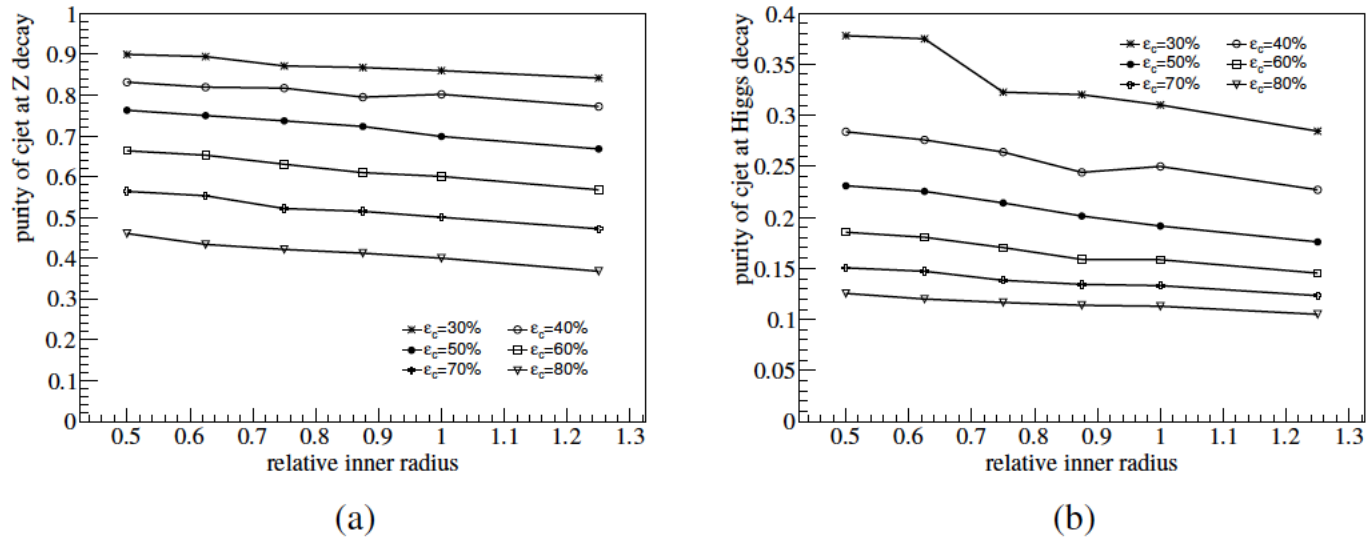 purity of cjet at Z decay
1
0.9
0.8
0.7
0.6
0.5
0.4
0.3
0.2
0.1
0
εc=30% εc=40%
εc=50% εc=60%
εc=70% εc=80%
0.5 0.6 0.7 0.8 0.9 1 1.1 1.2 1.3
relative inner radius
(a)
purity of cjet at Higgs decay
0.4
0.35
0.3
0.25
0.2
0.15
0.1
0.05
0
εc=30% εc=40%
εc=50% εc=60%
εc=70% εc=80%
0.5 0.6 0.7 0.8 0.9 1 1.1 1.2 1.3
relative inner radius
(b)